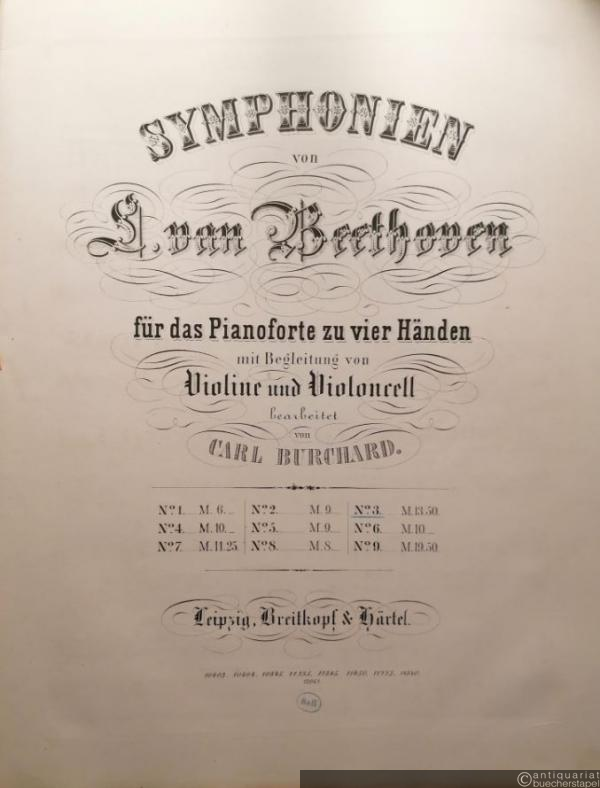 SYMPHONIEN
von
L. van Beethoven
für das Pianoforte zu vier Händen
mit Begleitung von
Violine und Violoncell
bearbeitet
von
CARL BURCHARD.
Nº 1. M. 6. _ Nº 2. M. 9. _ Nº 3. M. 13.50.
Nº 4. M. 10. _ Nº 5. M. 9. _ Nº 6. M. 10. _
Nº 7. M. 11.25. Nº 8. M. 8. _ Nº 9. M. 19.50.
Leipzig, Breitkopf & Härtel.
© antiquariat
buecherstapel